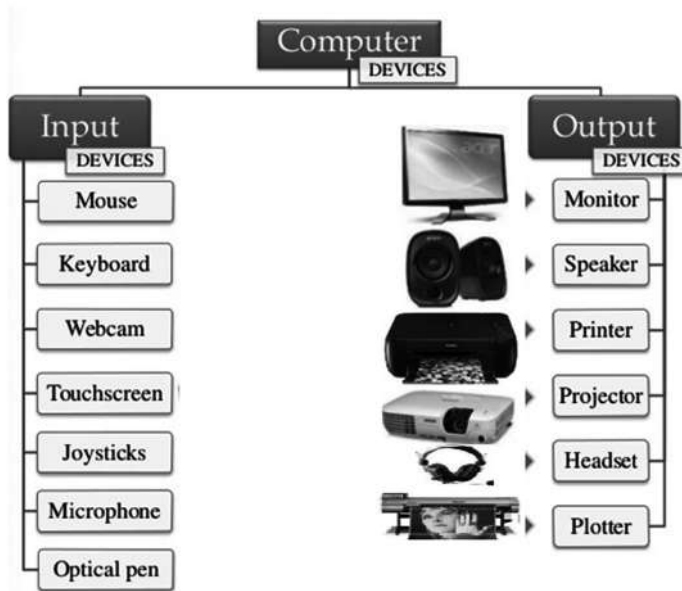 Computer
DEVICES
Input
DEVICES
Mouse
Keyboard
Webcam
Touchscreen
Joysticks
Microphone
Optical pen
Output
DEVICES
acer
Monitor
Speaker
Printer
Projector
Headset
Plotter